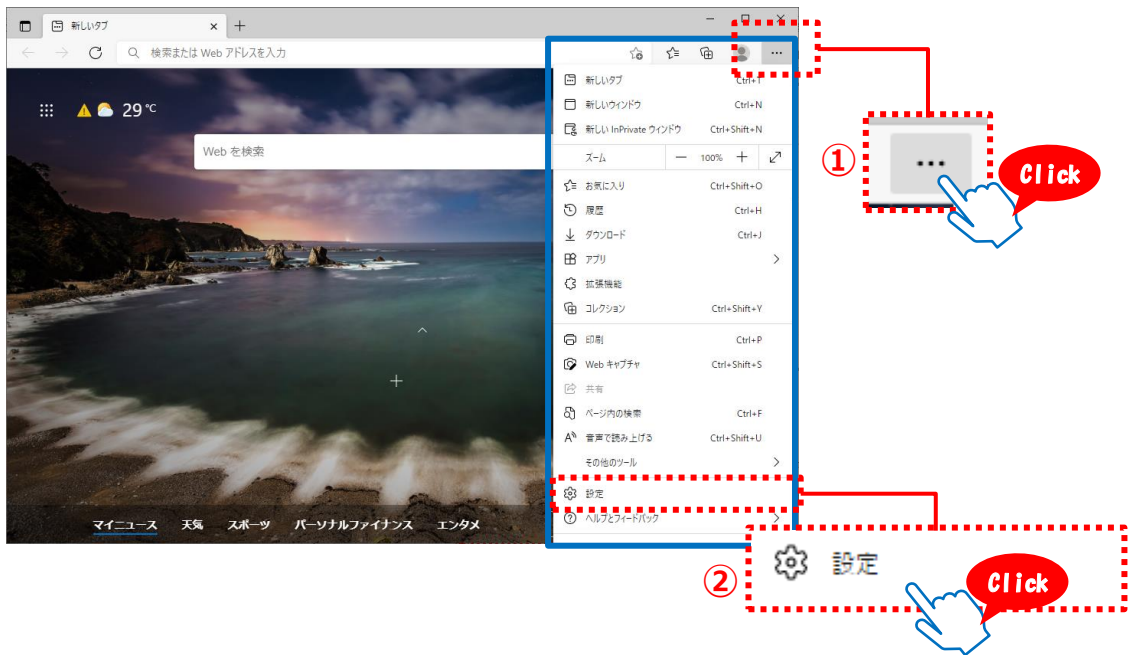 新しいタブ
検索または Web アドレスを入力
29 ℃
Web を検索
マイニュース 天気 スポーツ パーソナルファイナンス エンタメ
新しいタブ Ctrl+T
新しいウィンドウ Ctrl+N
新しい InPrivate ウィンドウ Ctrl+Shift+N
ズーム 100%
お気に入り Ctrl+Shift+O
履歴 Ctrl+H
ダウンロード Ctrl+J
アプリ
拡張機能
コレクション Ctrl+Shift+Y
印刷 Ctrl+P
Web キャプチャ Ctrl+Shift+S
共有
ページ内の検索 Ctrl+F
音声で読み上げる Ctrl+Shift+U
その他のツール
設定
ヘルプとフィードバック
①
Click
②
設定
Click